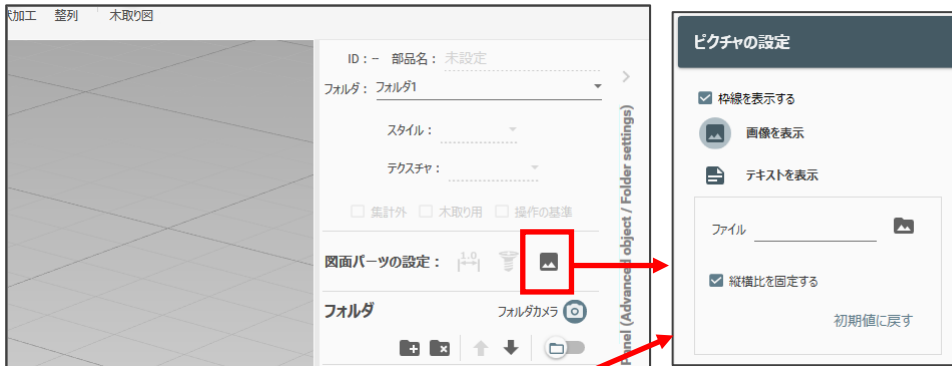 状加工 整列 木取り図
ID：- 部品名： 未設定
フォルダ： フォルダ1
スタイル：
テクスチャ：
集計外 木取り用 操作の基準
図面パーツの設定： 1.0
フォルダ フォルダカメラ
Panel (Advanced object / Folder settings)
ピクチャの設定
枠線を表示する
画像を表示
テキストを表示
ファイル
縦横比を固定する
初期値に戻す